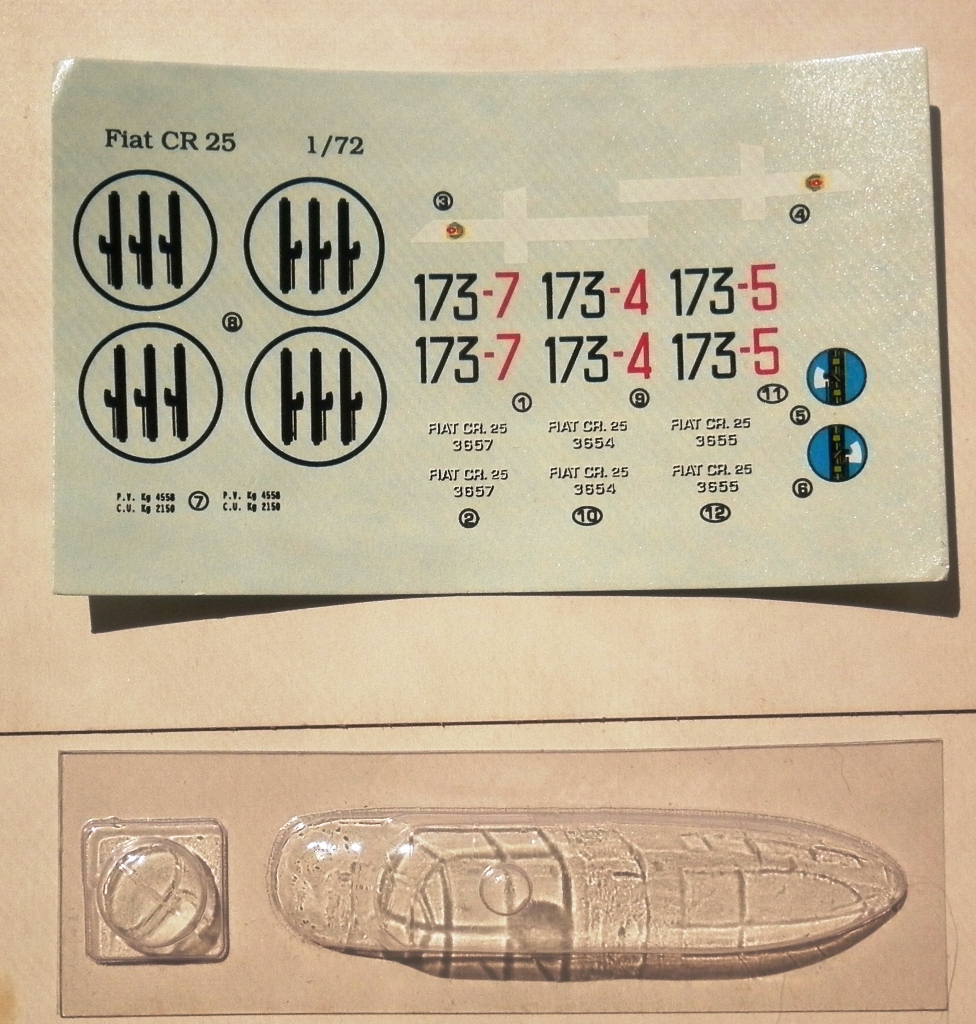 Fiat CR 25 1/72
3
4
173-7 173-4 173-5
8
173-7 173-4 173-5
1 9 11
5
FIAT CR. 25 FIAT CR. 25 FIAT CR. 25
3657 3654 3655
FIAT CR. 25 FIAT CR. 25 FIAT CR. 25
3657 3654 3655
6
P.V. Kg 4550 7 P.V. Kg 4550
C.U. Kg 2150 C.U. Kg 2150
2 10 12